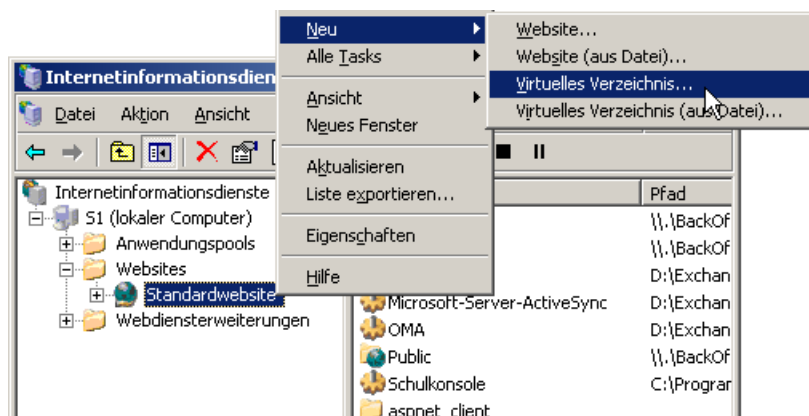 Neu
Alle Tasks
Ansicht
Neues Fenster
Aktualisieren
Liste exportieren...
Eigenschaften
Hilfe
Website...
Website (aus Datei)...
Virtuelles Verzeichnis...
Virtuelles Verzeichnis (aus Datei)...
Internetinformationsdien
Datei Aktion Ansicht
Internetinformationsdienste
S1 (lokaler Computer)
Anwendungspools
Websites
Standardwebsite
Webdiensterweiterungen
Pfad
\\.\BackOf
\\.\BackOf
D:\Exchan
Microsoft-Server-ActiveSync D:\Exchan
OMA D:\Exchan
Public \\.\BackOf
Schulkonsole C:\Prograr
aspnet_client